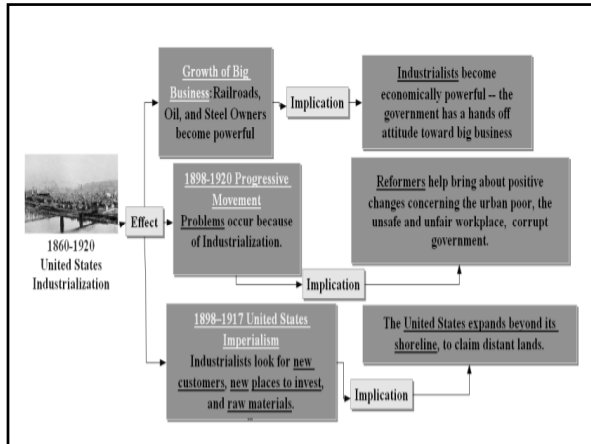 Growth of Big
Business:Railroads,
Oil, and Steel Owners
become powerful
Implication
Industrialists become
economically powerful -- the
government has a hands off
attitude toward big business
1860-1920
United States
Industrialization
Effect
1898-1920 Progressive
Movement
Problems occur because
of Industrialization.
Implication
Reformers help bring about positive
changes concerning the urban poor, the
unsafe and unfair workplace, corrupt
government.
1898–1917 United States
Imperialism
Industrialists look for new
customers, new places to invest,
and raw materials.
Implication
The United States expands beyond its
shoreline, to claim distant lands.